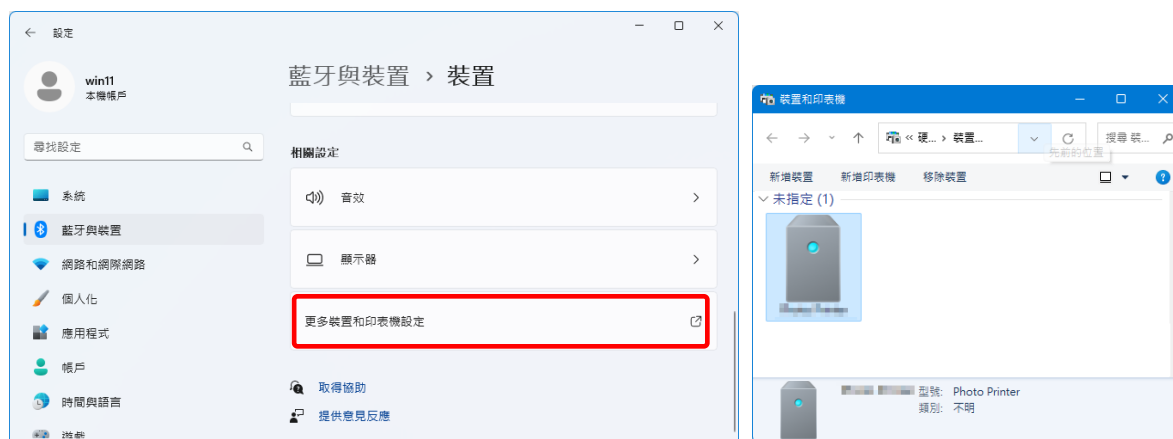 設定
win11
本機帳戶
尋找設定
系統
藍牙與裝置
網路和網際網路
個人化
應用程式
帳戶
時間與語言
遊戲
藍牙與裝置 › 裝置
相關設定
音效
顯示器
更多裝置和印表機設定
取得協助
提供意見反應
裝置和印表機
« 硬... › 裝置...
搜尋 裝...
先前的位置
新增裝置 新增印表機 移除裝置
未指定 (1)
型號: Photo Printer
類別: 不明